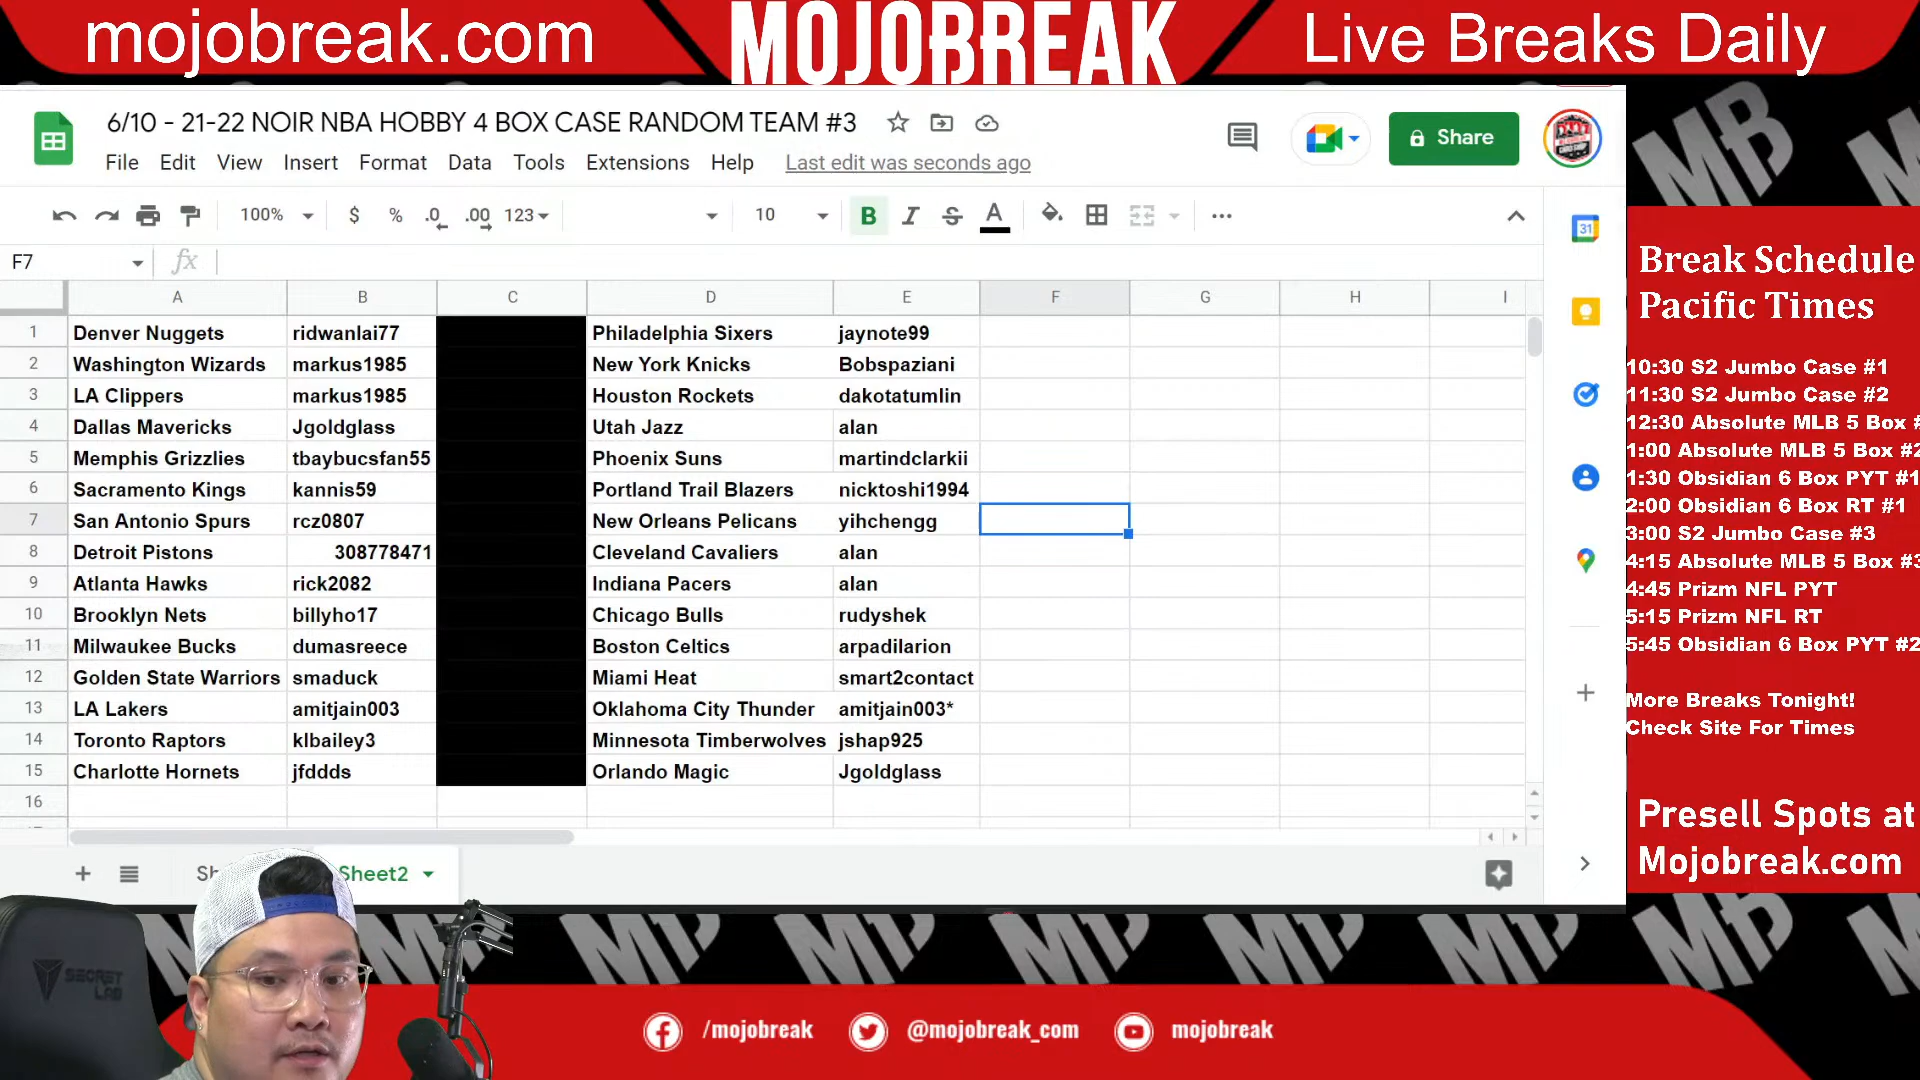 mojobreak.com
MOJOBREAK
Live Breaks Daily
6/10 - 21-22 NOIR NBA HOBBY 4 BOX CASE RANDOM TEAM #3
Share
File Edit View Insert Format Data Tools Extensions Help Last edit was seconds ago
100% $ % .0 .00 123 10 B I S A
F7 fx
A B C D E F G H I
1 Denver Nuggets ridwanlai77 Philadelphia Sixers jaynote99
2 Washington Wizards markus1985 New York Knicks Bobspaziani
3 LA Clippers markus1985 Houston Rockets dakotatumlin
4 Dallas Mavericks Jgoldglass Utah Jazz alan
5 Memphis Grizzlies tbaybucsfan55 Phoenix Suns martindclarkii
6 Sacramento Kings kannis59 Portland Trail Blazers nicktoshi1994
7 San Antonio Spurs rcz0807 New Orleans Pelicans yihchengg
8 Detroit Pistons 308778471 Cleveland Cavaliers alan
9 Atlanta Hawks rick2082 Indiana Pacers alan
10 Brooklyn Nets billyho17 Chicago Bulls rudyshek
11 Milwaukee Bucks dumasreece Boston Celtics arpadilarion
12 Golden State Warriors smaduck Miami Heat smart2contact
13 LA Lakers amitjain003 Oklahoma City Thunder amitjain003*
14 Toronto Raptors klbailey3 Minnesota Timberwolves jshap925
15 Charlotte Hornets jfddds Orlando Magic Jgoldglass
16
Sheet2
31
Break Schedule
Pacific Times
10:30 S2 Jumbo Case #1
11:30 S2 Jumbo Case #2
12:30 Absolute MLB 5 Box #
1:00 Absolute MLB 5 Box #2
1:30 Obsidian 6 Box PYT #1
2:00 Obsidian 6 Box RT #1
3:00 S2 Jumbo Case #3
4:15 Absolute MLB 5 Box #3
4:45 Prizm NFL PYT
5:15 Prizm NFL RT
5:45 Obsidian 6 Box PYT #2
More Breaks Tonight!
Check Site For Times
Presell Spots at
Mojobreak.com
SECRET
LAB
/mojobreak @mojobreak_com mojobreak